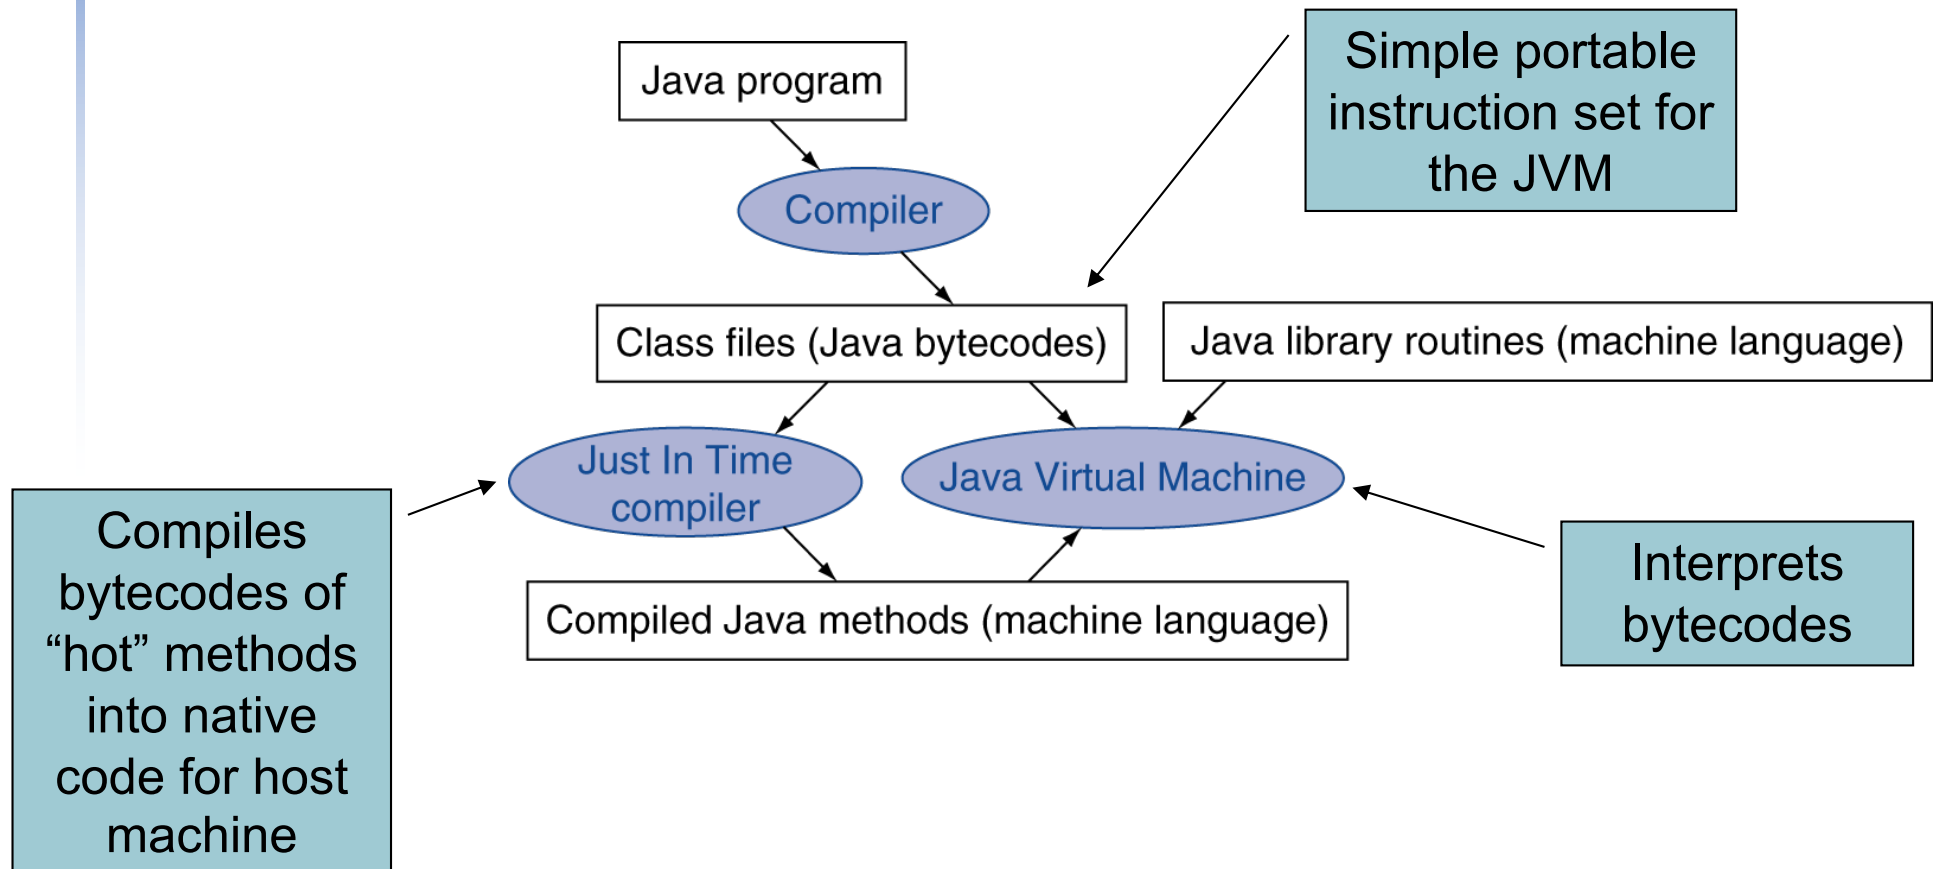 Java program
Simple portable
instruction set for
the JVM
Compiler
Class files (Java bytecodes)
Java library routines (machine language)
Just In Time
compiler
Java Virtual Machine
Compiles
bytecodes of
“hot” methods
into native
code for host
machine
Interprets
bytecodes
Compiled Java methods (machine language)